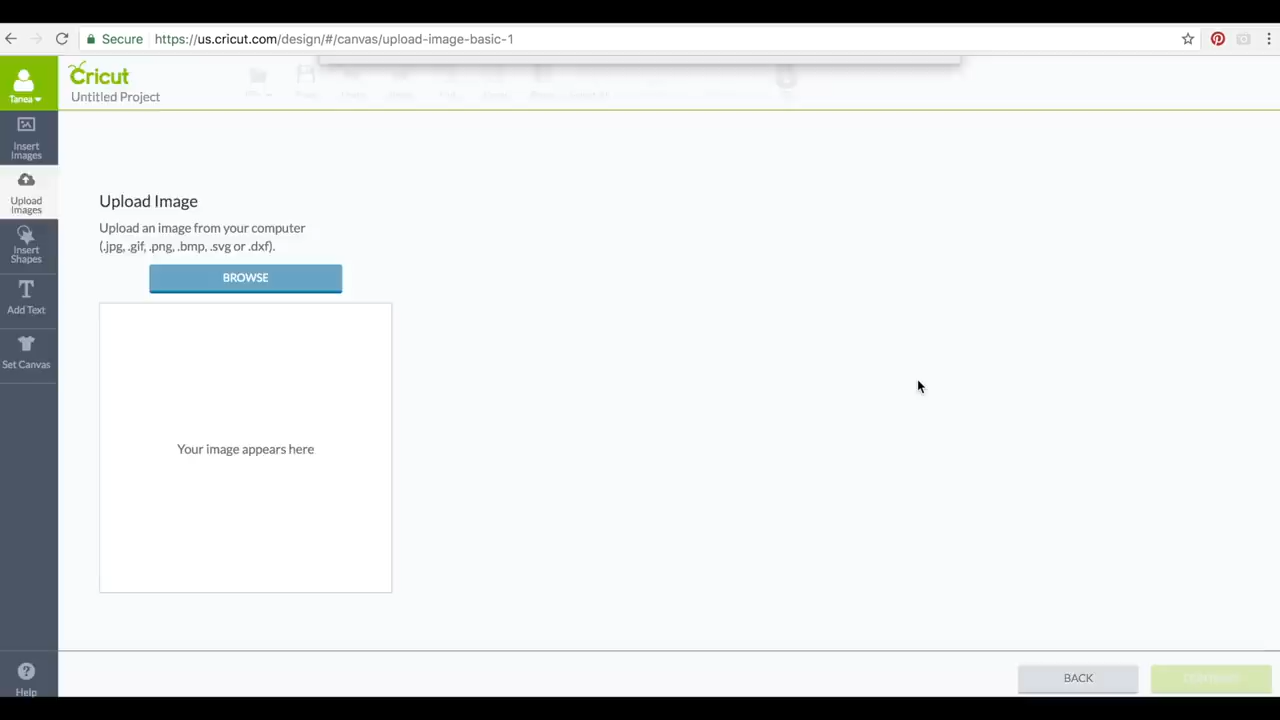 Secure https://us.cricut.com/design/#/canvas/upload-image-basic-1
Tanea
Cricut
Untitled Project
Insert
Images
Upload
Images
Insert
Shapes
Add Text
Set Canvas
Help
Upload Image
Upload an image from your computer
(.jpg, .gif, .png, .bmp, .svg or .dxf).
BROWSE
Your image appears here
BACK